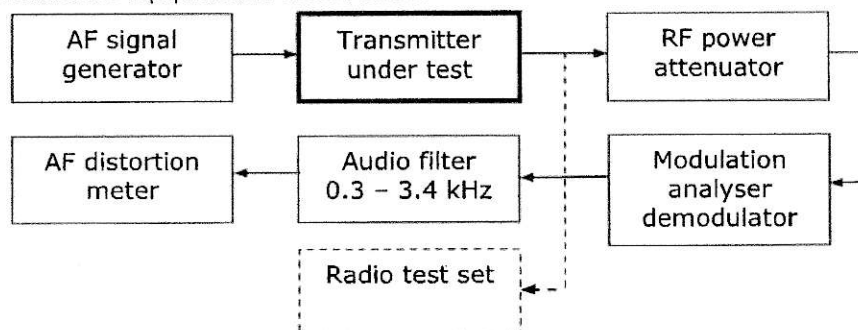 AF signal
generator
Transmitter
under test
RF power
attenuator
AF distortion
meter
Audio filter
0.3 – 3.4 kHz
Modulation
analyser
demodulator
Radio test set